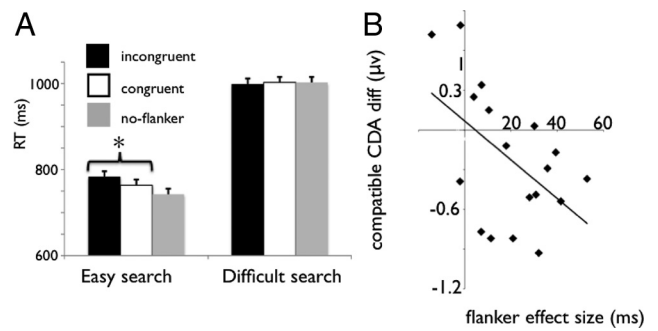 A
incongruent
congruent
no-flanker
RT (ms)
1000
800
600
*
Easy search
Difficult search
B
compatible CDA diff (μv)
0.3
20 40 60
-0.6
-1.2
flanker effect size (ms)